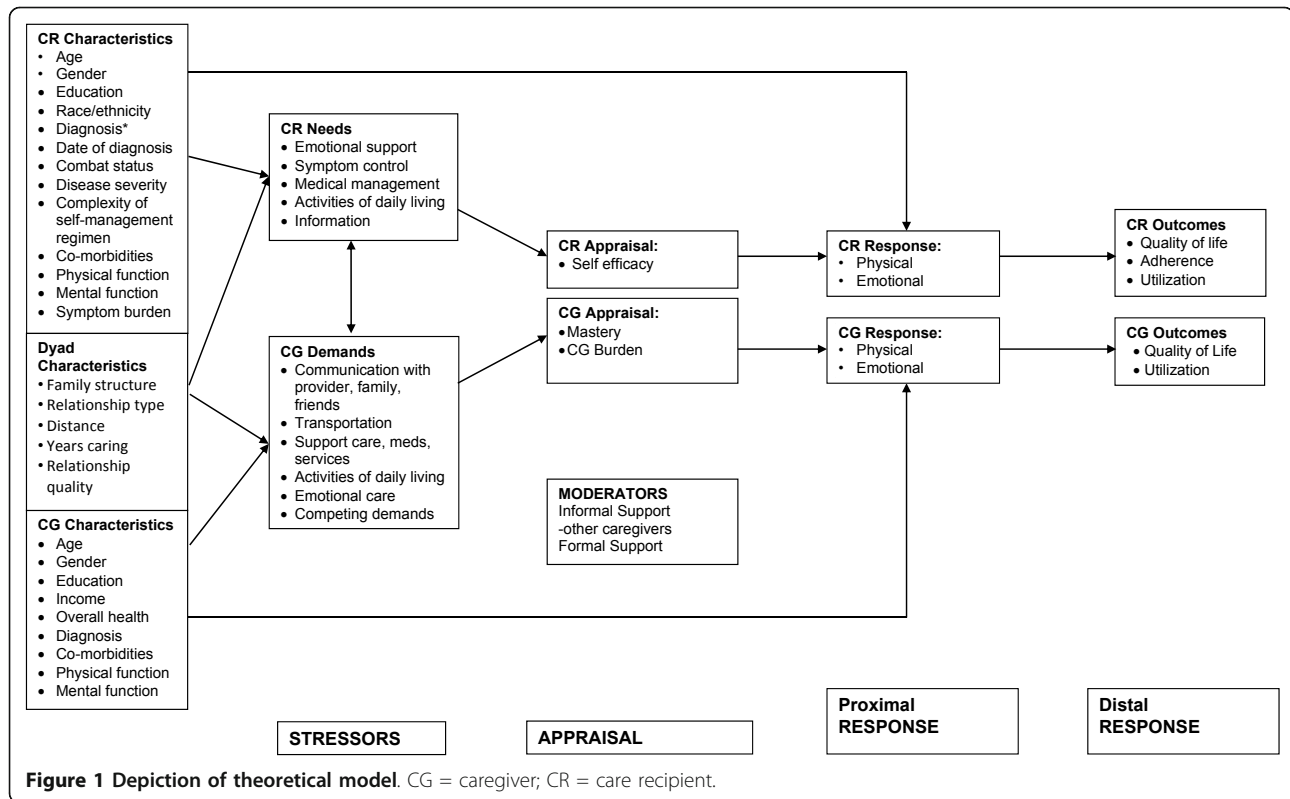 CR Characteristics
• Age
• Gender
• Education
• Race/ethnicity
• Diagnosis*
• Date of diagnosis
• Combat status
• Disease severity
• Complexity of
self-management
regimen
• Co-morbidities
• Physical function
• Mental function
• Symptom burden
Dyad
Characteristics
• Family structure
• Relationship type
• Distance
• Years caring
• Relationship
quality
CG Characteristics
• Age
• Gender
• Education
• Income
• Overall health
• Diagnosis
• Co-morbidities
• Physical function
• Mental function
CR Needs
• Emotional support
• Symptom control
• Medical management
• Activities of daily living
• Information
CG Demands
• Communication with
provider, family,
friends
• Transportation
• Support care, meds,
services
• Activities of daily living
• Emotional care
• Competing demands
CR Appraisal:
• Self efficacy
CG Appraisal:
• Mastery
• CG Burden
MODERATORS
Informal Support
-other caregivers
Formal Support
CR Response:
• Physical
• Emotional
CG Response:
• Physical
• Emotional
CR Outcomes
• Quality of life
• Adherence
• Utilization
CG Outcomes
• Quality of Life
• Utilization
STRESSORS
APPRAISAL
Proximal
RESPONSE
Distal
RESPONSE
Figure 1 Depiction of theoretical model. CG = caregiver; CR = care recipient.